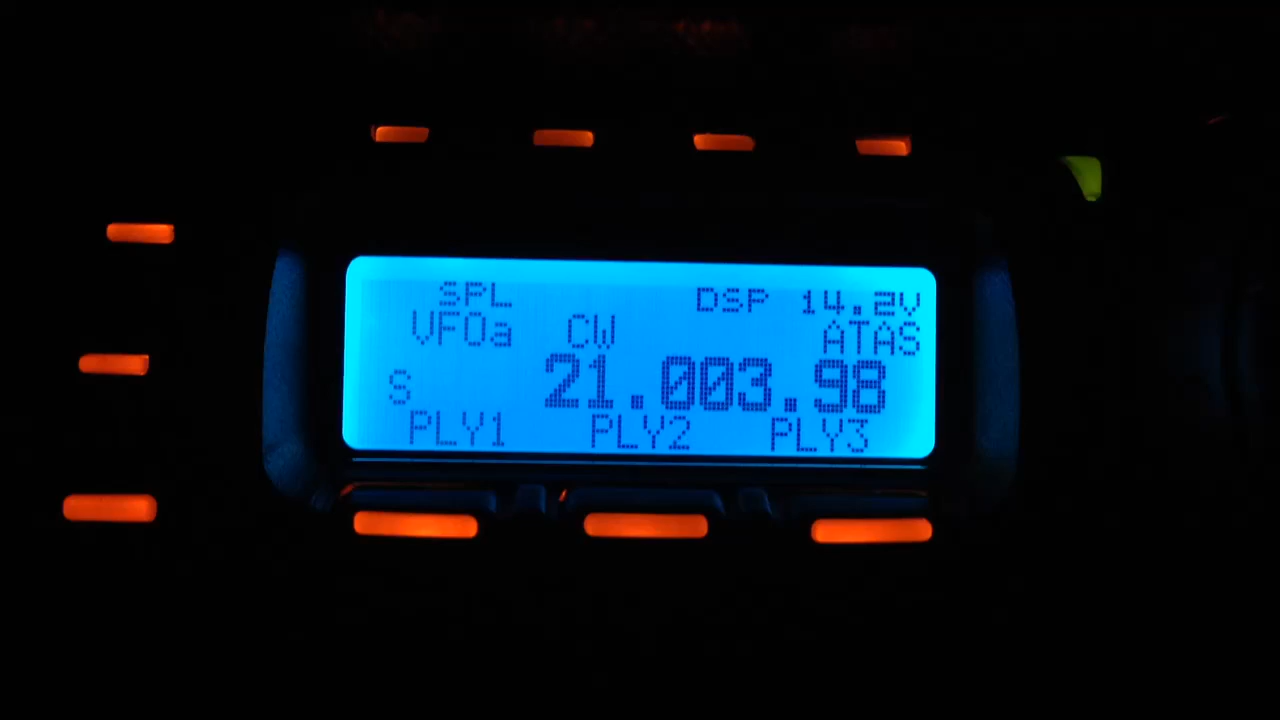 SPL DSP 14.2V
VFOa CW ATAS
S 21.003.98
PLY1 PLY2 PLY3